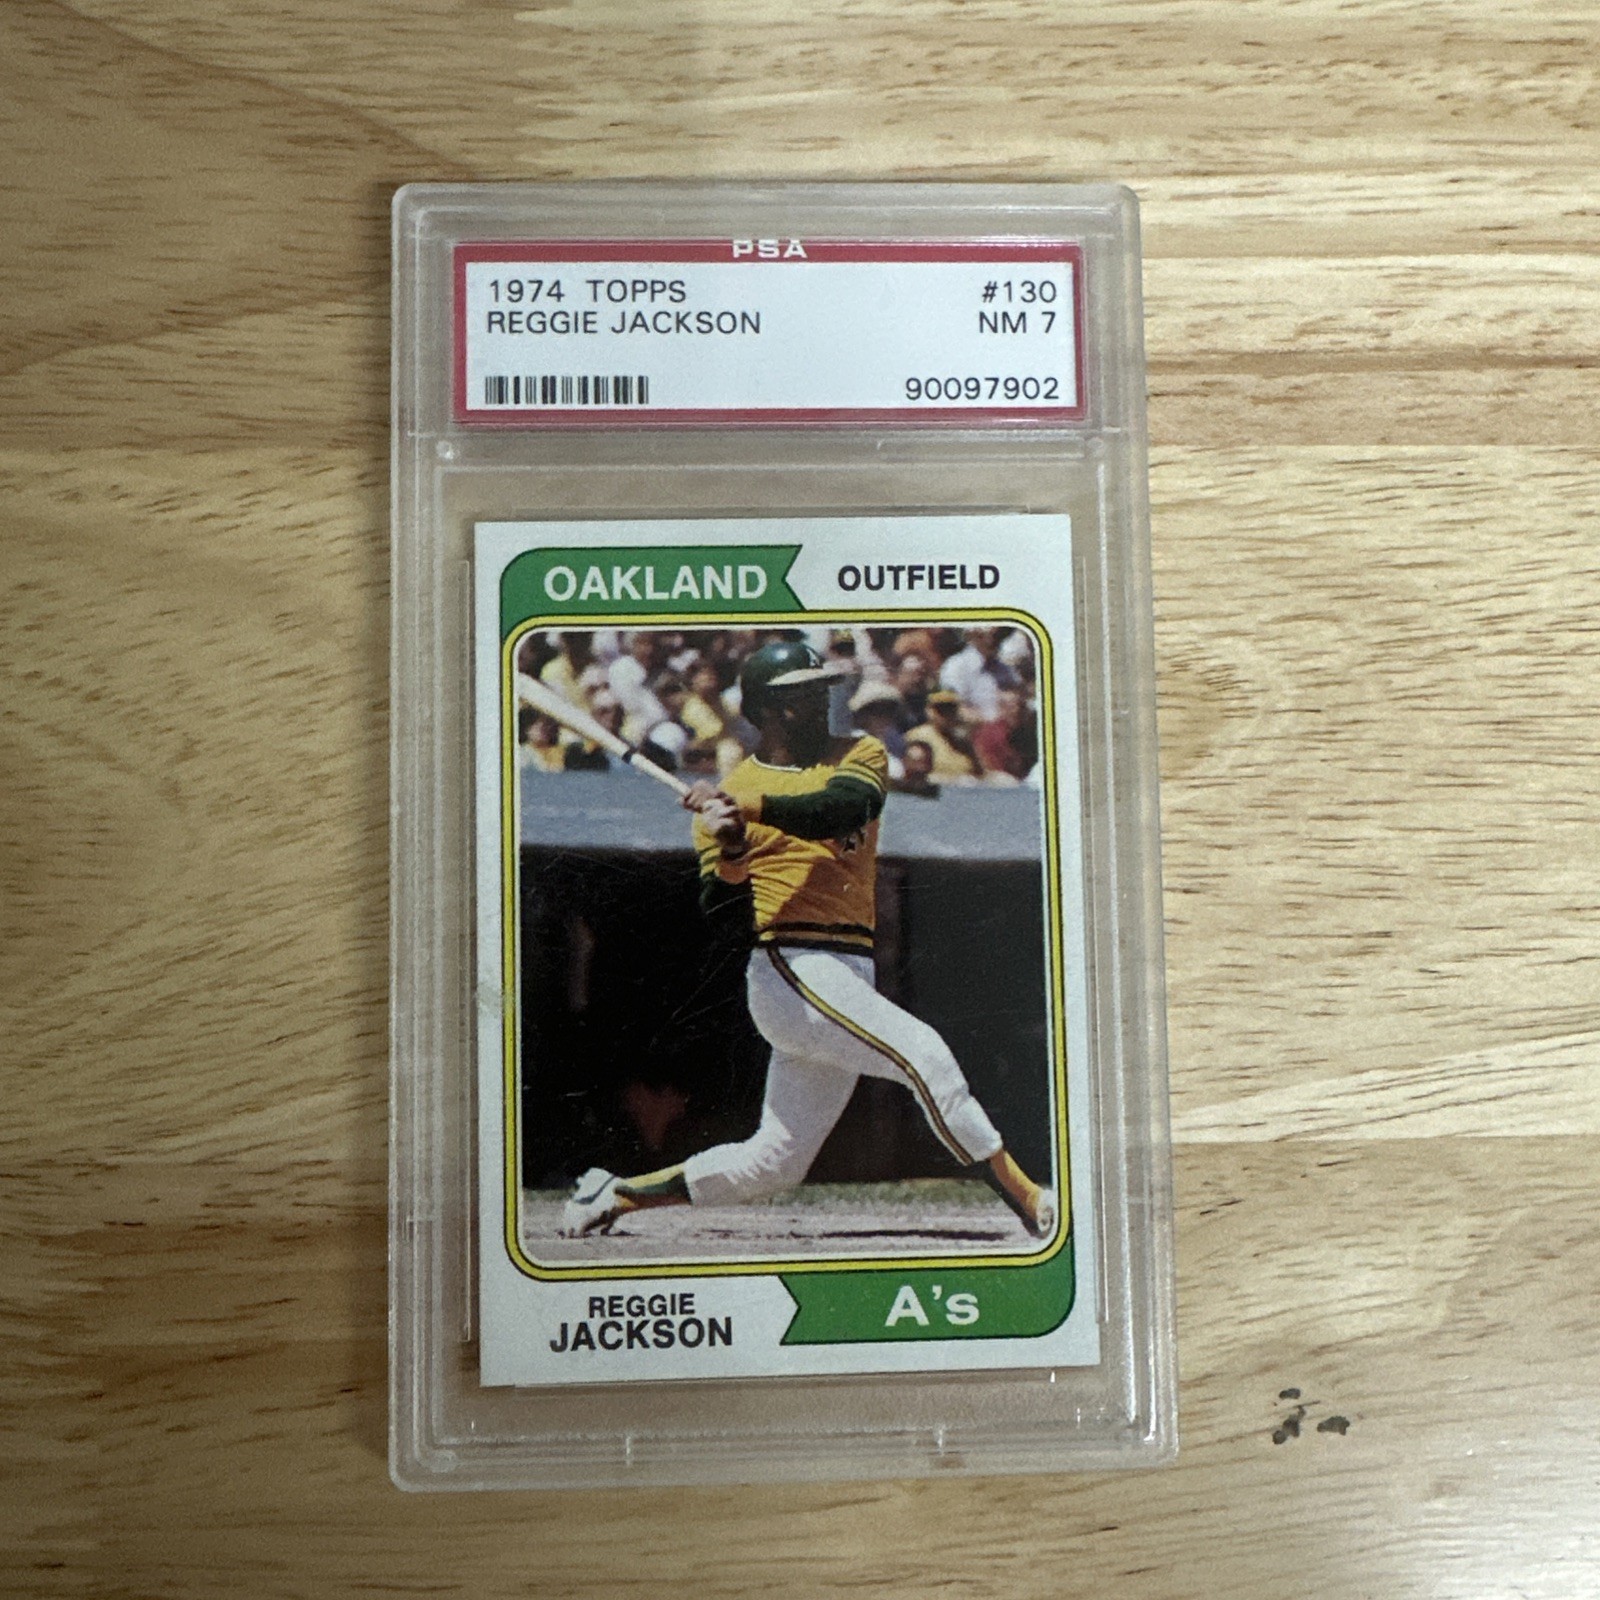 PSA
1974 TOPPS #130
REGGIE JACKSON NM 7
90097902
OAKLAND OUTFIELD
REGGIE
JACKSON
A's